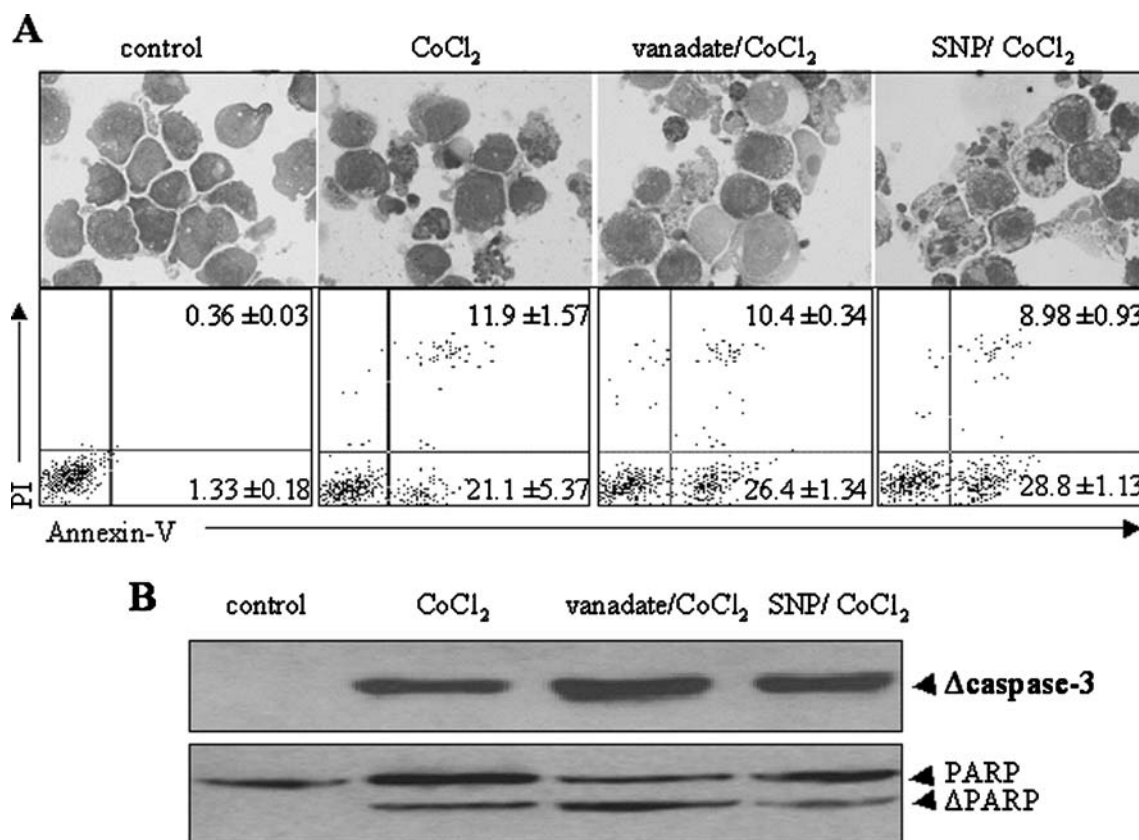 A
control CoCl₂ vanadate/CoCl₂ SNP/ CoCl₂
0.36 ±0.03 11.9 ±1.57 10.4 ±0.34 8.98 ±0.93
PI
1.33 ±0.18 21.1 ±5.37 26.4 ±1.34 28.8 ±1.13
Annexin-V
B
control CoCl₂ vanadate/CoCl₂ SNP/ CoCl₂
Δcaspase-3
PARP
ΔPARP